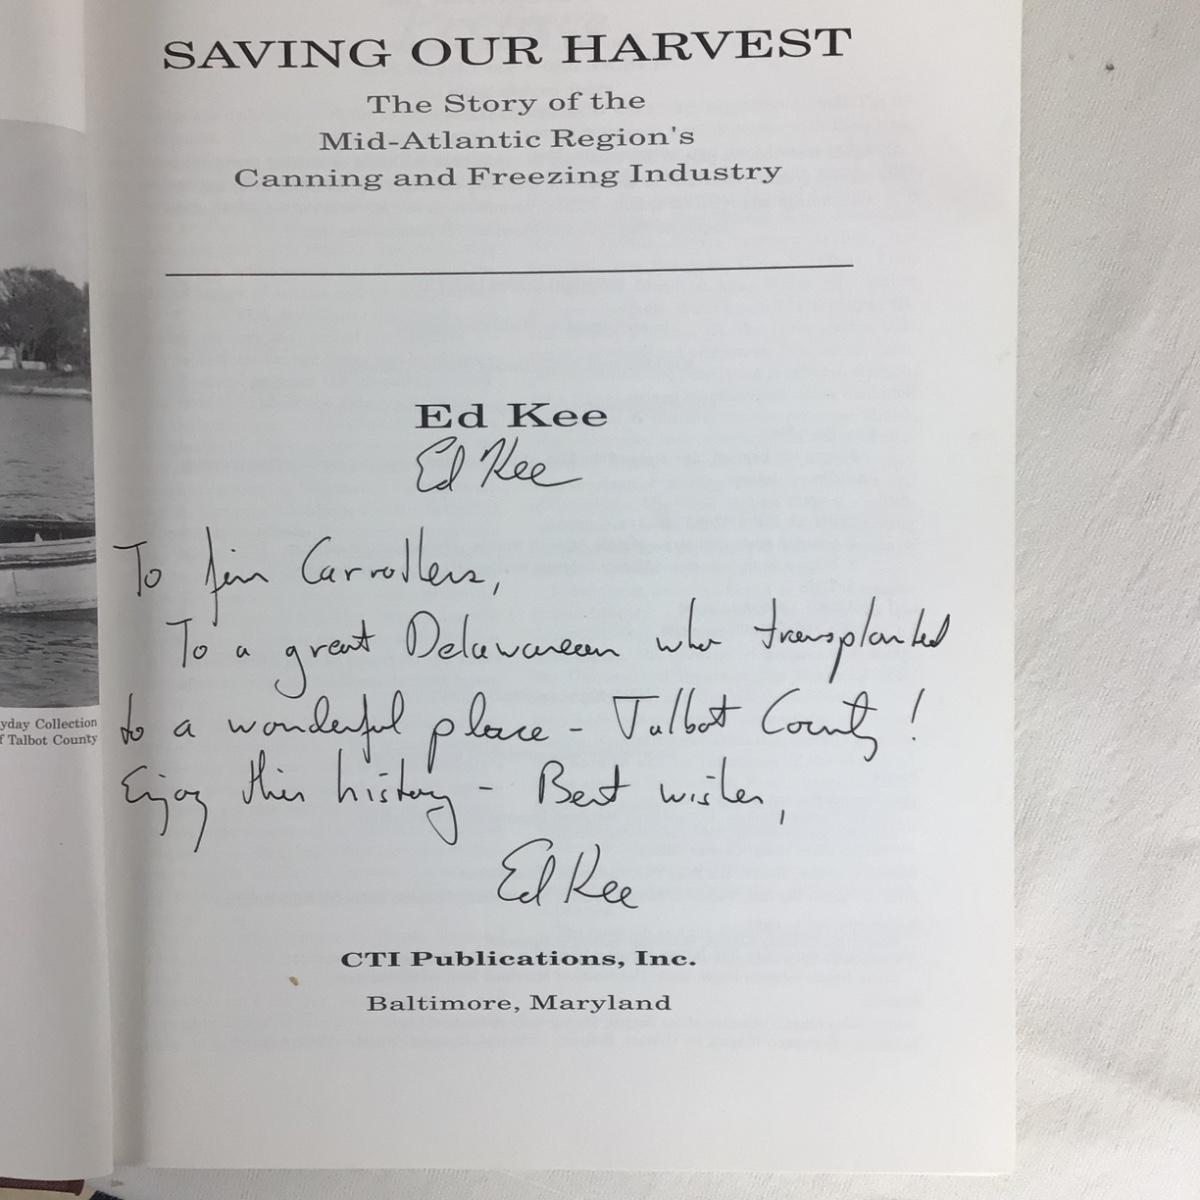 SAVING OUR HARVEST
The Story of the
Mid-Atlantic Region's
Canning and Freezing Industry
Ed Kee
Ed Kee
To Jim
To a great Delawarean who transplanted
to a wonderful place - Talbot County!
Enjoy this history - Best wishes,
Ed Kee
CTI Publications, Inc.
Baltimore, Maryland
yday Collection
f Talbot County